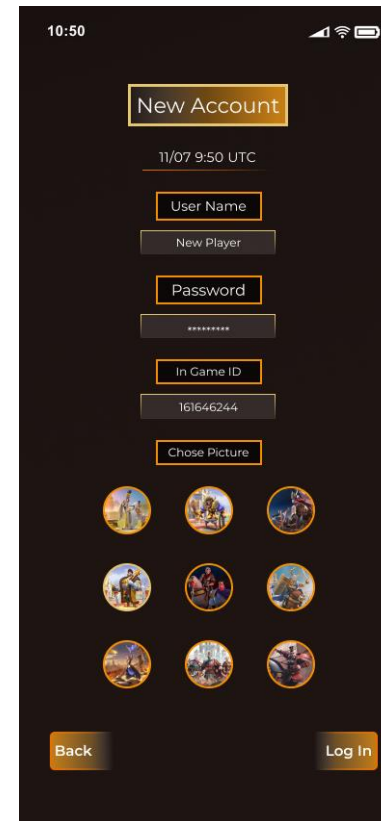 10:50
New Account
11/07 9:50 UTC
User Name
New Player
Password
*********
In Game ID
161646244
Chose Picture
Back
Log In